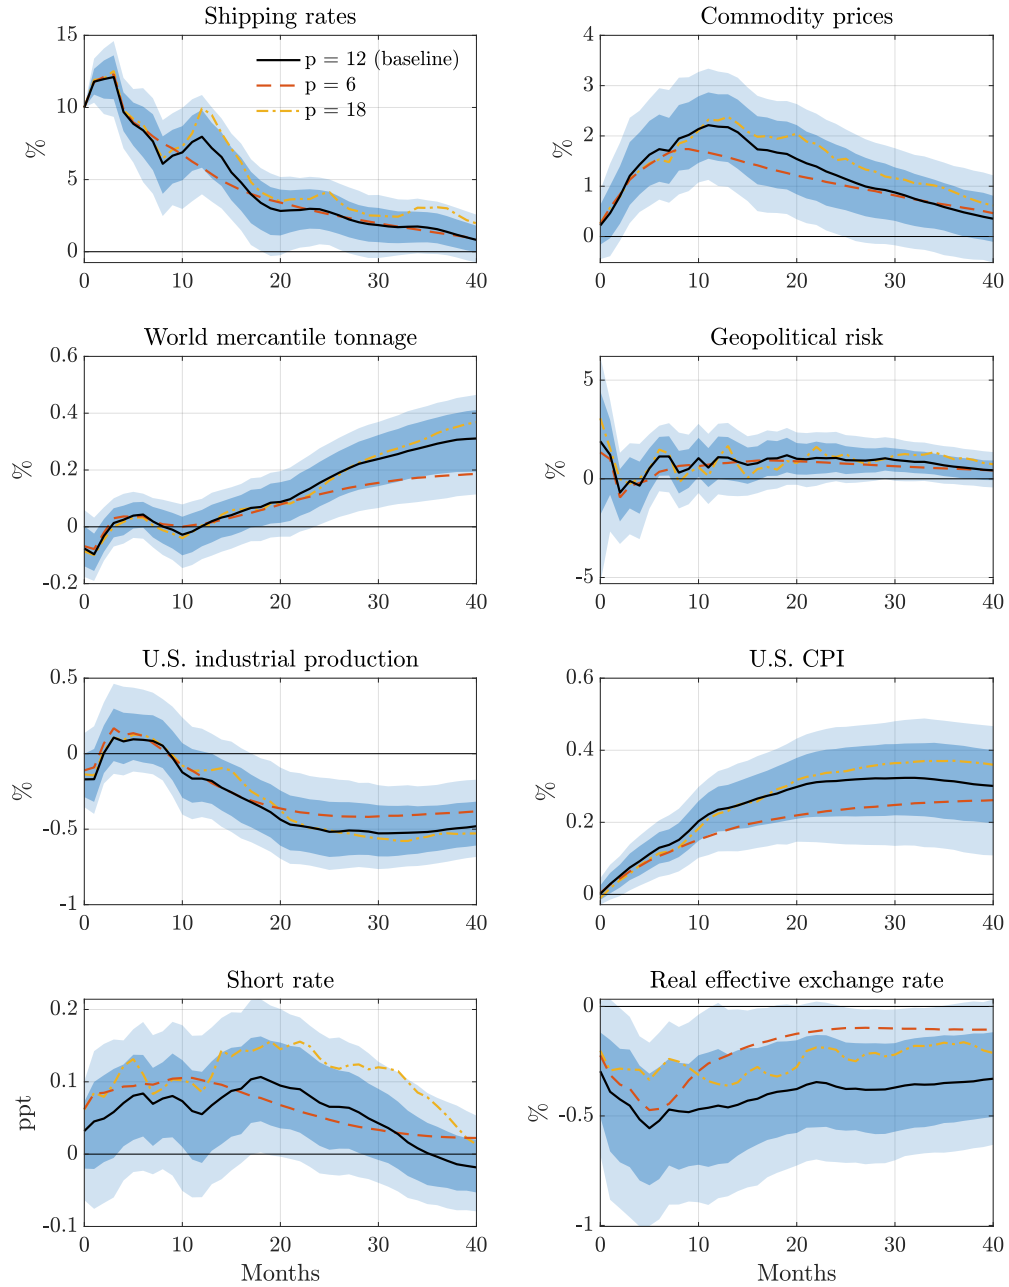 Shipping rates
15
10
5
0
%
0 10 20 30 40
p = 12 (baseline)
p = 6
p = 18
Commodity prices
4
3
2
1
0
%
0 10 20 30 40
World mercantile tonnage
0.6
0.4
0.2
0
-0.2
%
0 10 20 30 40
Geopolitical risk
5
0
-5
%
0 10 20 30 40
U.S. industrial production
0.5
0
-0.5
-1
%
0 10 20 30 40
U.S. CPI
0.6
0.4
0.2
0
%
0 10 20 30 40
Short rate
0.2
0.1
0
-0.1
ppt
0 10 20 30 40
Months
Real effective exchange rate
0
-0.5
-1
%
0 10 20 30 40
Months